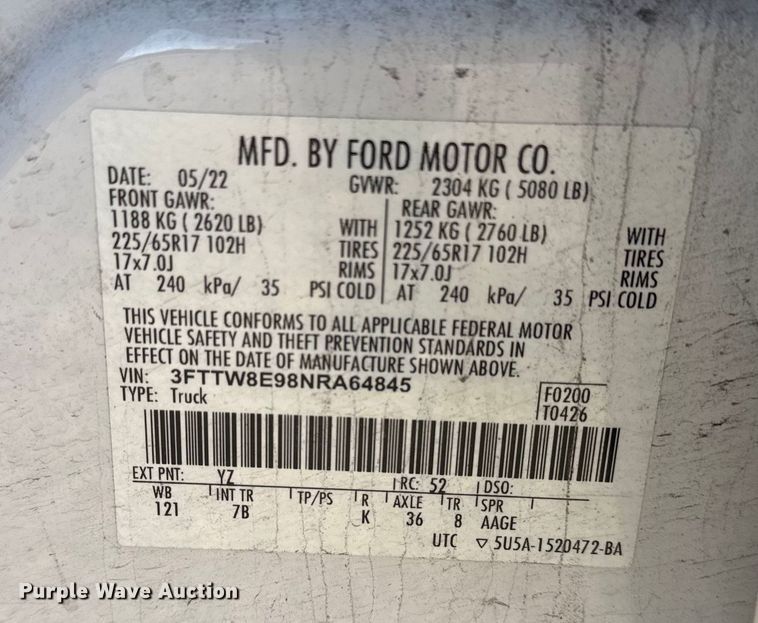 MFD. BY FORD MOTOR CO.
DATE: 05/22 GVWR: 2304 KG ( 5080 LB)
FRONT GAWR: REAR GAWR:
1188 KG ( 2620 LB) WITH 1252 KG ( 2760 LB) WITH
225/65R17 102H TIRES 225/65R17 102H TIRES
17x7.0J RIMS 17x7.0J RIMS
AT 240 kPa/ 35 PSI COLD AT 240 kPa/ 35 PSI COLD
THIS VEHICLE CONFORMS TO ALL APPLICABLE FEDERAL MOTOR
VEHICLE SAFETY AND THEFT PREVENTION STANDARDS IN
EFFECT ON THE DATE OF MANUFACTURE SHOWN ABOVE.
VIN: 3FTTW8E98NRA64845 F0200
TYPE: Truck T0426
EXT PNT: YZ RC: 52 DSO:
WB INT TR TP/PS R AXLE TR SPR
121 7B K 36 8 AAGE
UTC ▽ 5U5A-1520472-BA
Purple Wave Auction